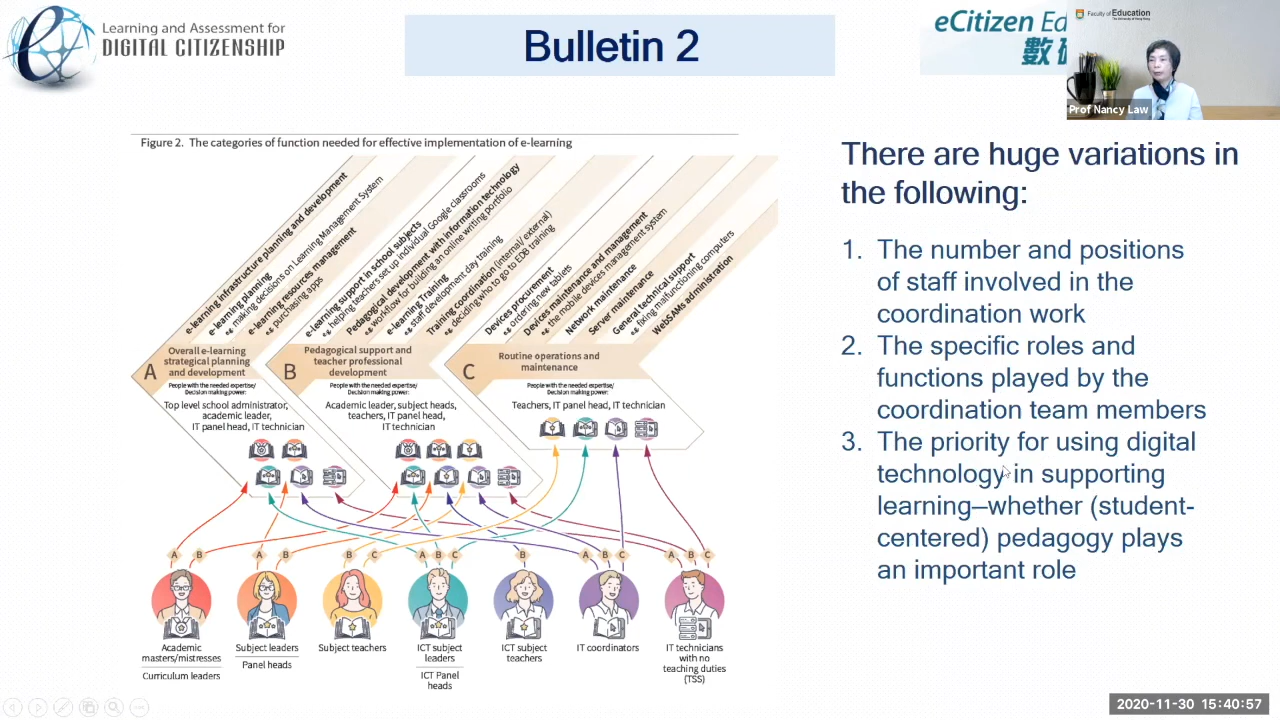 Learning and Assessment for
DIGITAL CITIZENSHIP
Bulletin 2
eCitizen Ed
數
Faculty of Education
The University of Hong Kong
Prof Nancy Law
Figure 2. The categories of function needed for effective implementation of e-learning
e-learning infrastructure planning and development
e-learning planning
e.g. making decisions on Learning Management System
e-learning resources management
e.g. purchasing apps
e-learning support in school subjects
e.g. helping teachers set up individual Google classrooms
Pedagogical development with information technology
e.g. workflow for building an online writing portfolio
e-learning Training
e.g. staff development day training
Training coordination (internal/ external)
e.g. deciding who to go to EDB training
Devices procurement
e.g. ordering new tablets
Devices maintenance and management
e.g. the mobile devices management system
Network maintenance
Server maintenance
General technical support
e.g. fixing malfunctioning computers
WebSAMs administration
A
Overall e-learning
strategical planning
and development
People with the needed expertise/
Decision making power:
Top level school administrator,
academic leader,
IT panel head, IT technician
B
Pedagogical support and
teacher professional
development
People with the needed expertise/
Decision making power:
Academic leader, subject heads,
teachers, IT panel head,
IT technician
C
Routine operations and
maintenance
People with the needed expertise/
Decision making power:
Teachers, IT panel head, IT technician
A B A B B C A B C B A B C A B C
Academic
masters/mistresses
Curriculum leaders
Subject leaders
Panel heads
Subject teachers
ICT subject
leaders
ICT Panel
heads
ICT subject
teachers
IT coordinators
IT technicians
with no
teaching duties
(TSS)
There are huge variations in
the following:
1. The number and positions
of staff involved in the
coordination work
2. The specific roles and
functions played by the
coordination team members
3. The priority for using digital
technology in supporting
learning—whether (student-
centered) pedagogy plays
an important role
2020-11-30 15:40:57